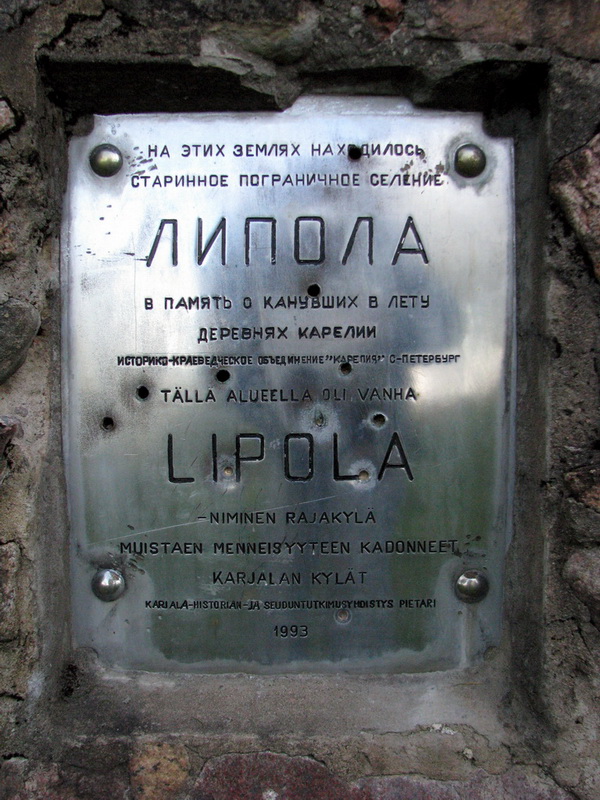 НА ЭТИХ ЗЕМЛЯХ НАХОДИЛОСЬ
СТАРИННОЕ ПОГРАНИЧНОЕ СЕЛЕНИЕ
ЛИПОЛА
В ПАМЯТЬ О КАНУВШИХ В ЛЕТУ
ДЕРЕВНЯХ КАРЕЛИИ
ИСТОРИКО-КРАЕВЕДЧЕСКОЕ ОБЪЕДИНЕНИЕ "КАРЕЛИЯ" С-ПЕТЕРБУРГ
TÄLLÄ ALUEELLA OLI VANHA
LIPOLA
-NIMINEN RAJAKYLÄ
MUISTAEN MENNEISYYTEEN KADONNEET
KARJALAN KYLÄT
KARJALA-HISTORIAN-JA SEUDUNTUTKIMUSYHDISTYS PIETARI
1993